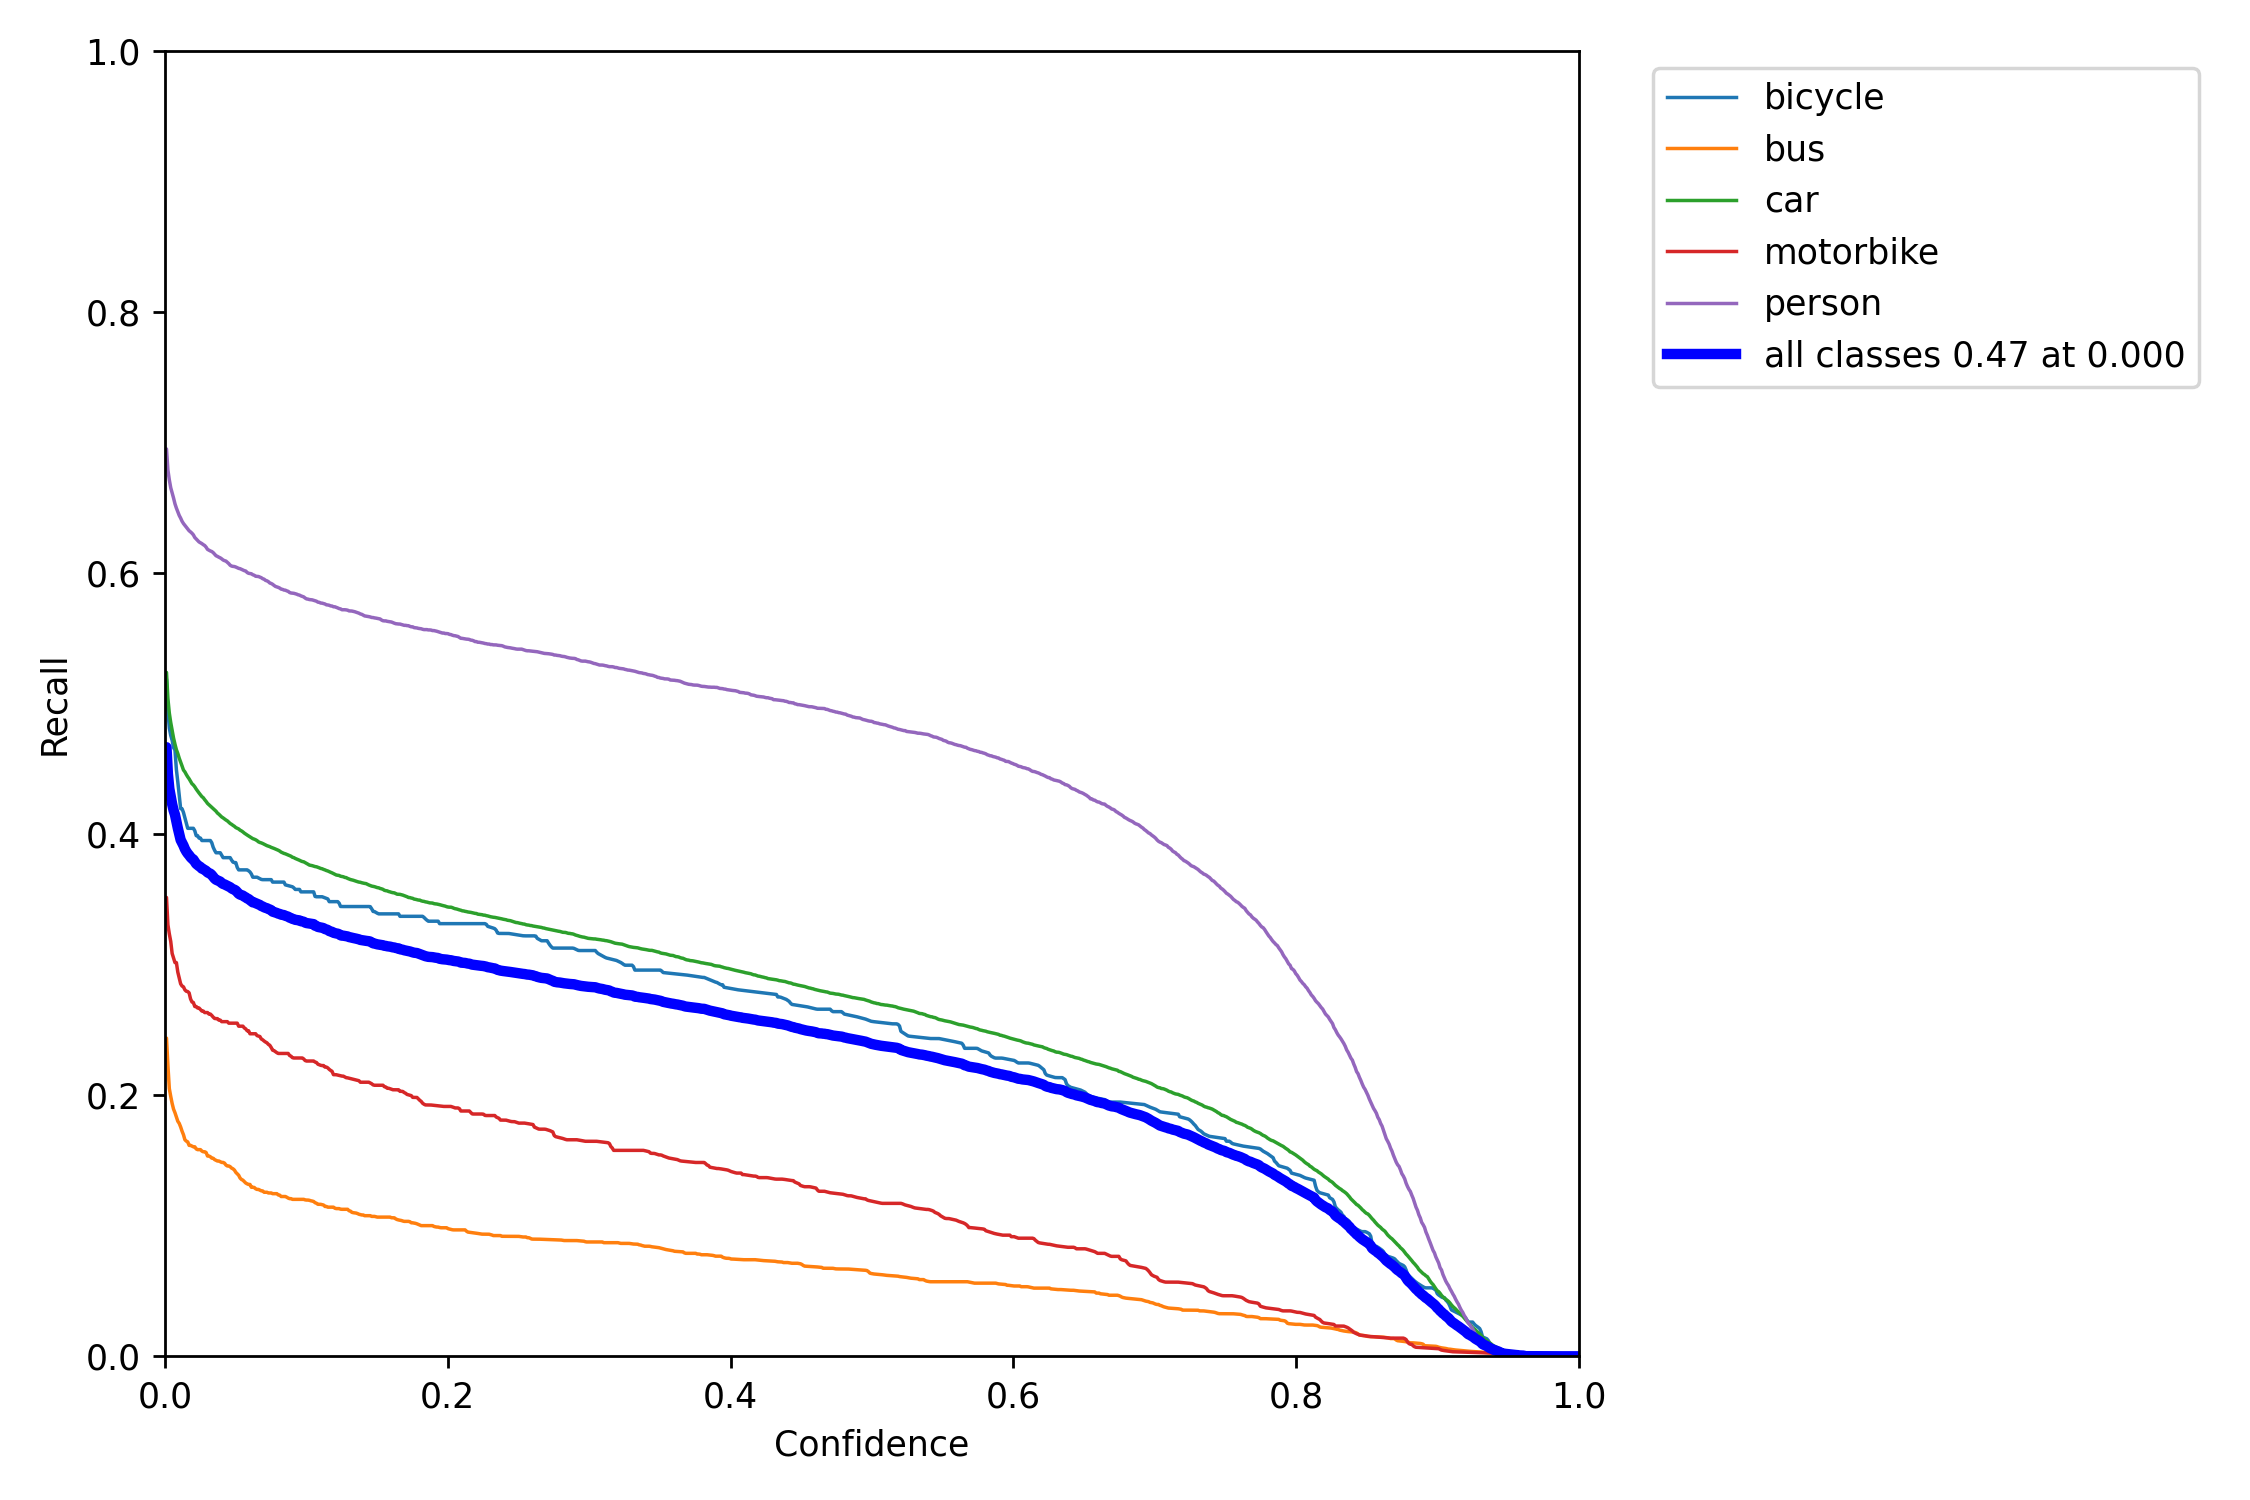 1.0
0.8
0.6
0.4
0.2
0.0
Recall
0.0 0.2 0.4 0.6 0.8 1.0
Confidence
bicycle
bus
car
motorbike
person
all classes 0.47 at 0.000